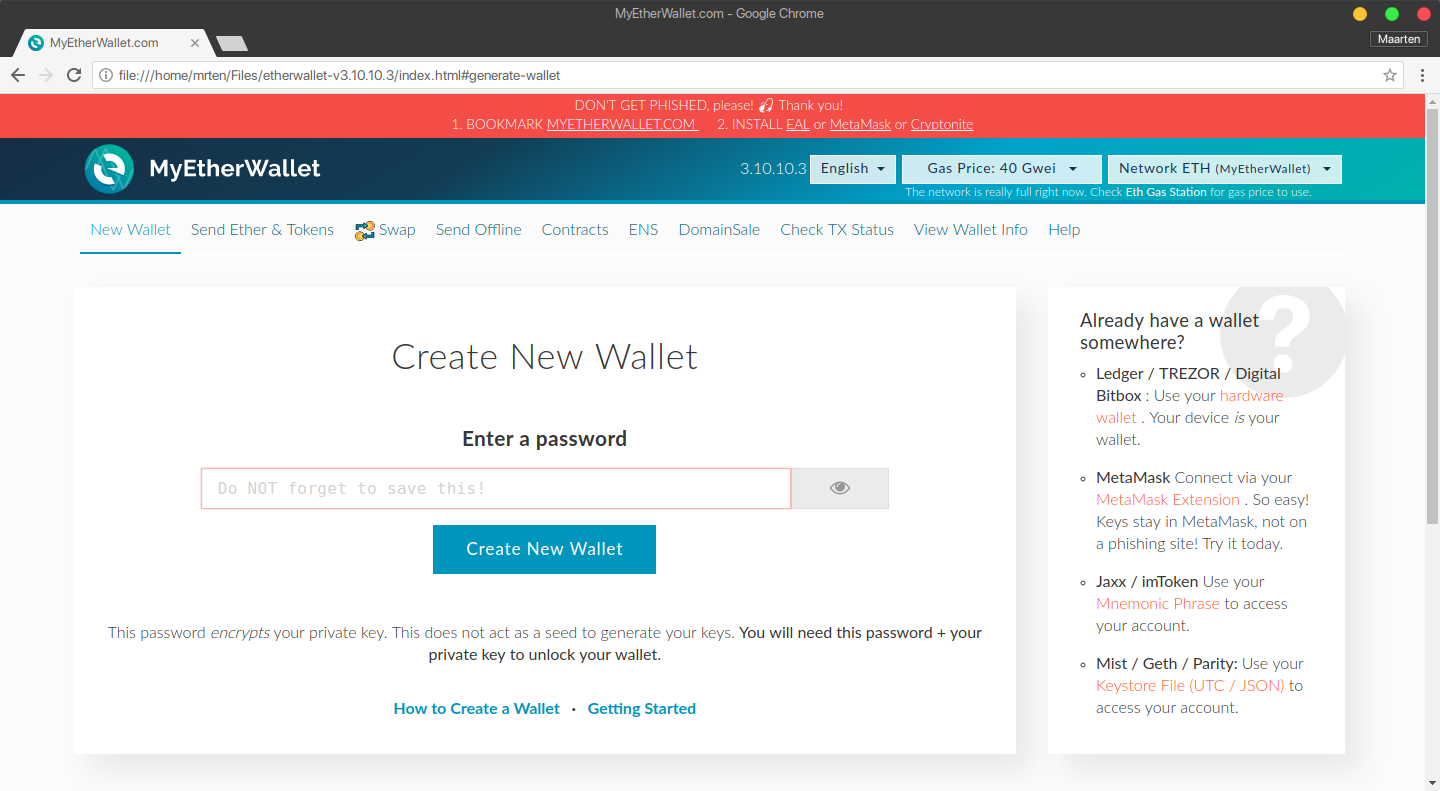 MyEtherWallet.com - Google Chrome
MyEtherWallet.com
Maarten
file:///home/mrten/Files/etherwallet-v3.10.10.3/index.html#generate-wallet
DON'T GET PHISHED, please! Thank you!
1. BOOKMARK MYETHERWALLET.COM 2. INSTALL EAL or MetaMask or Cryptonite
MyEtherWallet
3.10.10.3 English Gas Price: 40 Gwei Network ETH (MyEtherWallet)
The network is really full right now. Check Eth Gas Station for gas price to use.
New Wallet Send Ether & Tokens Swap Send Offline Contracts ENS DomainSale Check TX Status View Wallet Info Help
Create New Wallet
Enter a password
Do NOT forget to save this!
Create New Wallet
This password encrypts your private key. This does not act as a seed to generate your keys. You will need this password + your
private key to unlock your wallet.
How to Create a Wallet · Getting Started
?
Already have a wallet
somewhere?
Ledger / TREZOR / Digital
Bitbox : Use your hardware
wallet . Your device is your
wallet.
MetaMask Connect via your
MetaMask Extension . So easy!
Keys stay in MetaMask, not on
a phishing site! Try it today.
Jaxx / imToken Use your
Mnemonic Phrase to access
your account.
Mist / Geth / Parity: Use your
Keystore File (UTC / JSON) to
access your account.